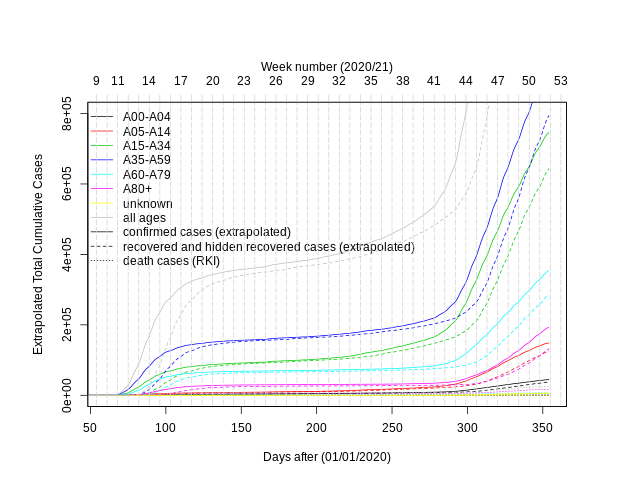 Week number (2020/21)
9 11 14 17 20 23 26 29 32 35 38 41 44 47 50 53
8e+05
6e+05
4e+05
2e+05
0e+00
Extrapolated Total Cumulative Cases
A00-A04
A05-A14
A15-A34
A35-A59
A60-A79
A80+
unknown
all ages
confirmed cases (extrapolated)
recovered and hidden recovered cases (extrapolated)
death cases (RKI)
50 100 150 200 250 300 350
Days after (01/01/2020)